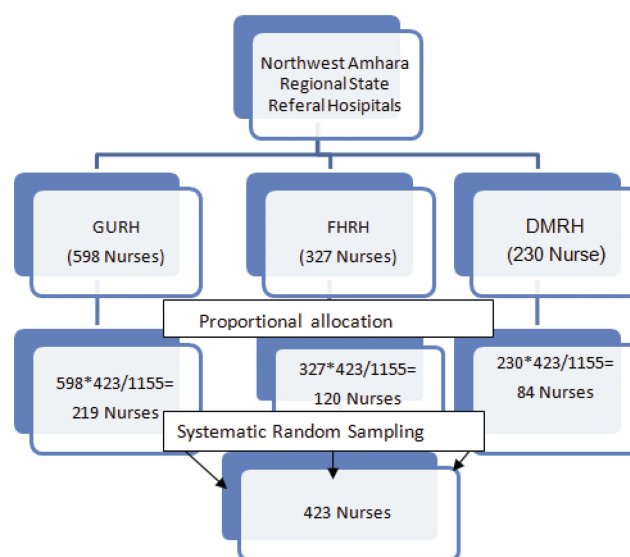 Northwest Amhara
Regional State
Referal Hospitals
GURH
(598 Nurses)
FHRH
(327 Nurses)
DMRH
(230 Nurse)
Proportional allocation
598*423/1155=
219 Nurses
327*423/1155=
120 Nurses
230*423/1155=
84 Nurses
Systematic Random Sampling
423 Nurses